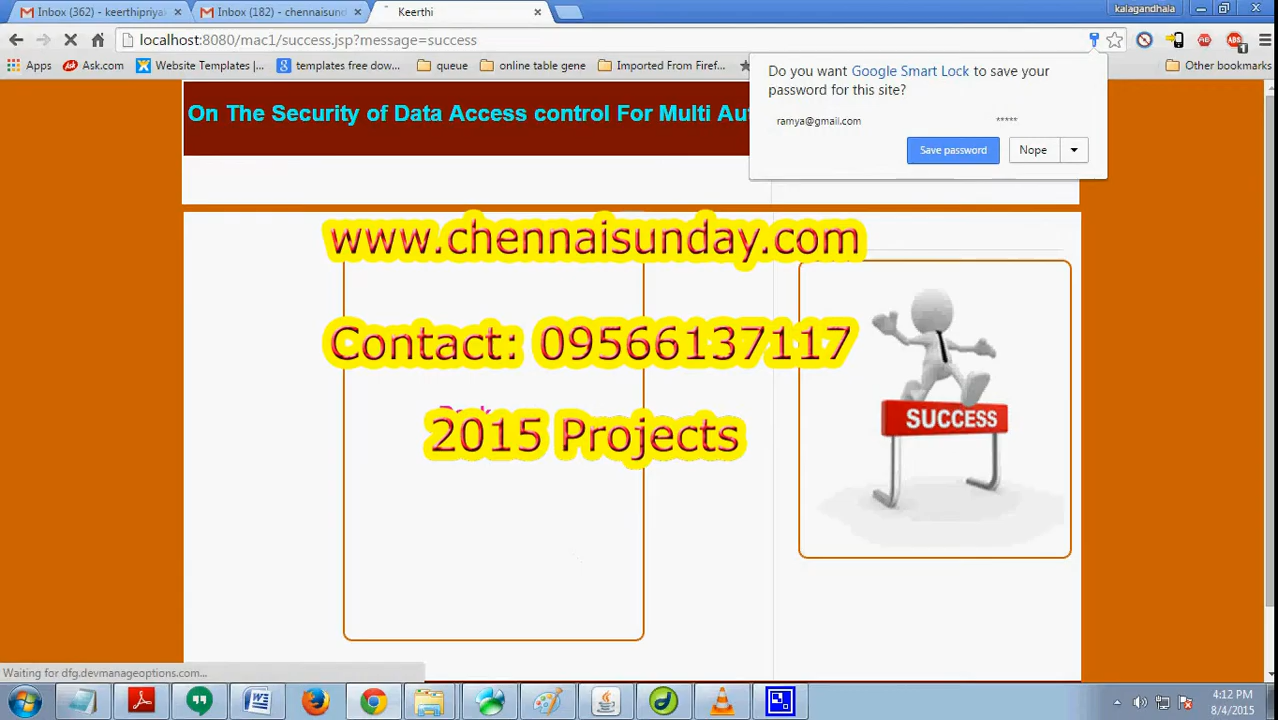 Inbox (362) - keerthipriya
Inbox (182) - chennaisund
Keerthi
kalagandhala
localhost:8080/mac1/success.jsp?message=success
Apps
Ask.com
Website Templates |
templates free dow
queue
online table gene
Imported From Firef...
Other bookmarks
Do you want Google Smart Lock to save your
password for this site?
ramya@gmail.com *****
Save password
Nope
On The Security of Data Access control For Multi Au
www.chennaisunday.com
Contact: 09566137117
2015 Projects
SUCCESS
Waiting for dfg.devmanageoptions.com...
4:12 PM
8/4/2015